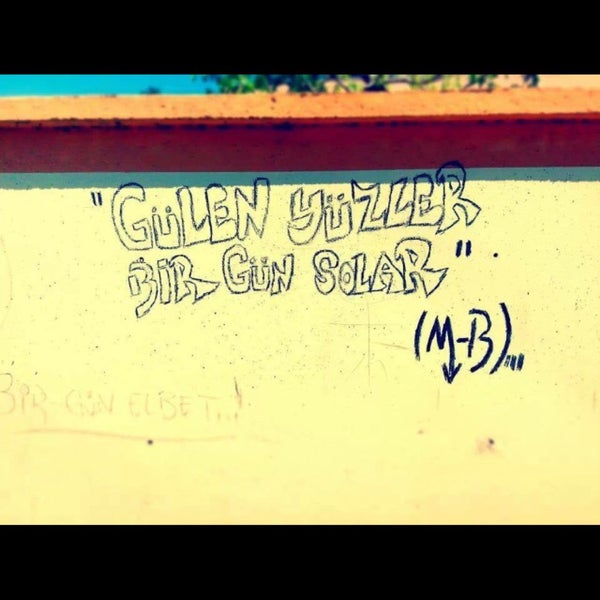 "GÜLEN YÜZLER
BİR GÜN SOLAR".
(M-B)....
BİR GÜN ELBET..!